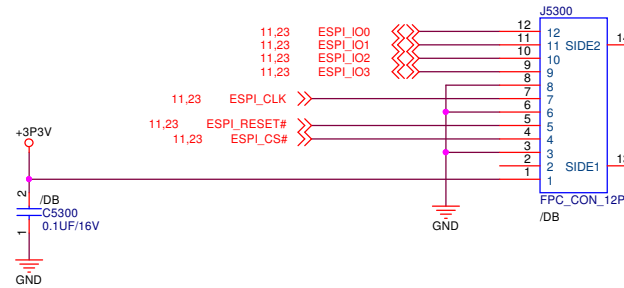 J5300
11,23 ESPI_IO0 12 12
11,23 ESPI_IO1 11 11 SIDE2 14
11,23 ESPI_IO2 10 10
11,23 ESPI_IO3 9 9
8 8
11,23 ESPI_CLK 7 7
6 6
11,23 ESPI_RESET# 5 5
11,23 ESPI_CS# 4 4
+3P3V
3 3
2 2 SIDE1
1 1
FPC_CON_12P
/DB
GND
2
/DB
C5300
0.1UF/16V
1
GND